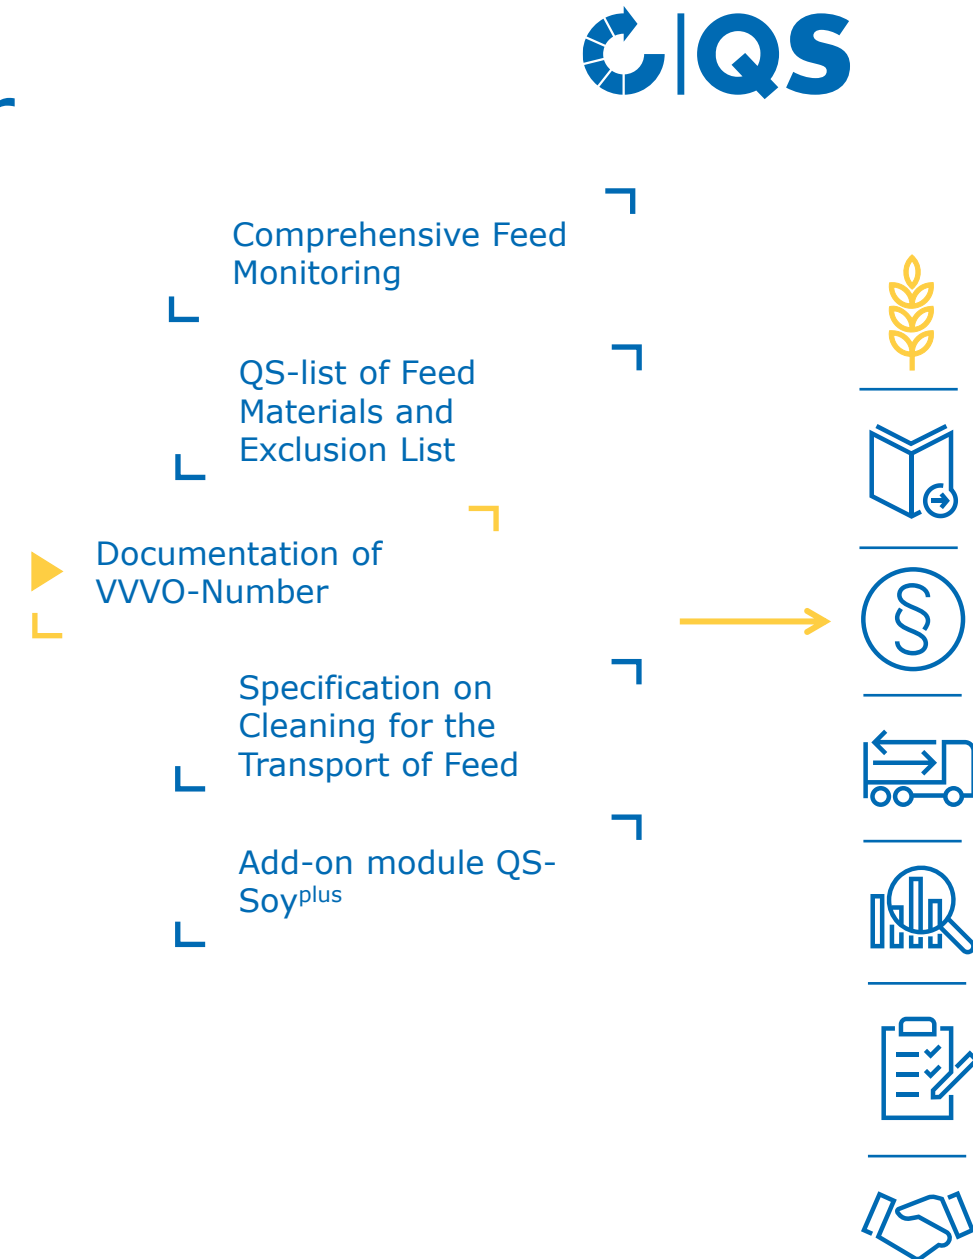 QS
Comprehensive Feed
Monitoring
QS-list of Feed
Materials and
Exclusion List
Documentation of
VVVO-Number
§
Specification on
Cleaning for the
Transport of Feed
Add-on module QS-
Soyplus